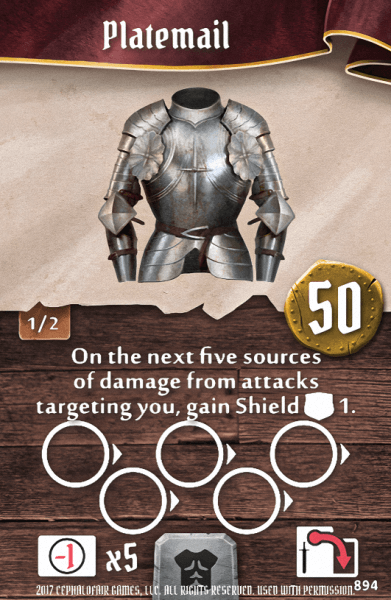 Platemail
50
1/2
On the next five sources
of damage from attacks
targeting you, gain Shield 1.
-1
x5
894
2017 CEPHALOFAIR GAMES, LLC. ALL RIGHTS RESERVED. USED WITH PERMISSION